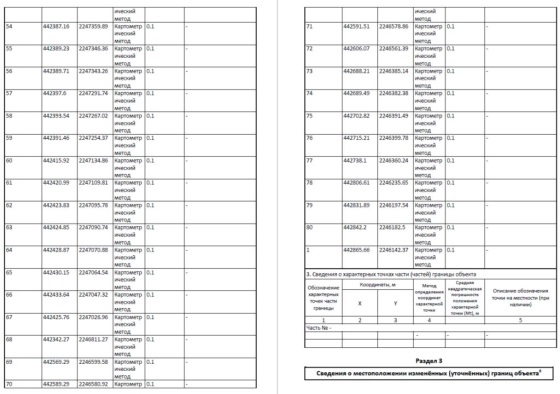 ический
метод
54 442387.16 2247359.89 Картометр 0,1 -
ический
метод
55 442389.23 2247346.36 Картометр 0,1 -
ический
метод
56 442389.71 2247343.26 Картометр 0,1 -
ический
метод
57 442397.6 2247291.74 Картометр 0,1 -
ический
метод
58 442399.54 2247267.02 Картометр 0,1 -
ический
метод
59 442391.46 2247254.37 Картометр 0,1 -
ический
метод
60 442415.92 2247134.86 Картометр 0,1 -
ический
метод
61 442420.99 2247109.81 Картометр 0,1 -
ический
метод
62 442423.83 2247095.78 Картометр 0,1 -
ический
метод
63 442424.85 2247090.74 Картометр 0,1 -
ический
метод
64 442428.87 2247070.88 Картометр 0,1 -
ический
метод
65 442430.15 2247064.54 Картометр 0,1 -
ический
метод
66 442433.64 2247047.32 Картометр 0,1 -
ический
метод
67 442425.76 2247026.96 Картометр 0,1 -
ический
метод
68 442342.27 2246811.27 Картометр 0,1 -
ический
метод
69 442569.29 2246599.58 Картометр 0,1 -
ический
метод
70 442589.29 2246580.92 Картометр 0,1 -
ический
метод
71 442591.51 2246578.86 Картометр 0,1 -
ический
метод
72 442606.07 2246561.39 Картометр 0,1 -
ический
метод
73 442688.21 2246385.14 Картометр 0,1 -
ический
метод
74 442689.49 2246382.38 Картометр 0,1 -
ический
метод
75 442702.82 2246391.49 Картометр 0,1 -
ический
метод
76 442715.21 2246399.78 Картометр 0,1 -
ический
метод
77 442738.1 2246360.24 Картометр 0,1 -
ический
метод
78 442806.61 2246235.65 Картометр 0,1 -
ический
метод
79 442831.89 2246197.54 Картометр 0,1 -
ический
метод
80 442842.2 2246182.5 Картометр 0,1 -
ический
метод
1 442865.66 2246142.37 Картометр 0,1 -
ический
метод
3. Сведения о характерных точках части (частей) границы объекта
Обозначение характерных точек части границы
Координаты, м
X
Y
Метод определения координат характерной точки
Средняя квадратическая погрешность положения характерной точки (Mt), м
Описание обозначения точки на местности (при наличии)
1 2 3 4 5
Часть № -
- - -
Раздел 3
Сведения о местоположении изменённых (уточнённых) границ объекта